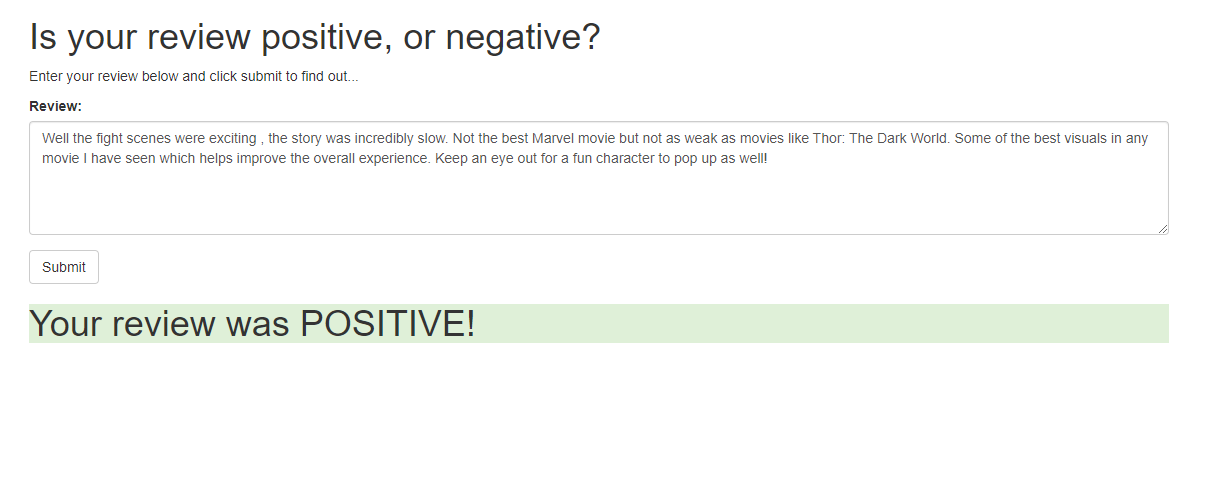 Is your review positive, or negative?
Enter your review below and click submit to find out...
Review:
Well the fight scenes were exciting , the story was incredibly slow. Not the best Marvel movie but not as weak as movies like Thor: The Dark World. Some of the best visuals in any
movie I have seen which helps improve the overall experience. Keep an eye out for a fun character to pop up as well!
Submit
Your review was POSITIVE!